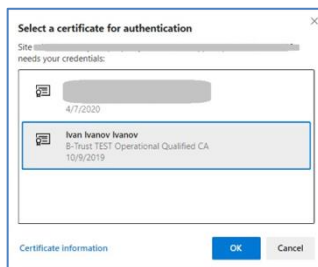 Select a certificate for authentication
Site
needs your credentials:
4/7/2020
Ivan Ivanov Ivanov
B-Trust TEST Operational Qualified CA
10/9/2019
Certificate information
OK
Cancel